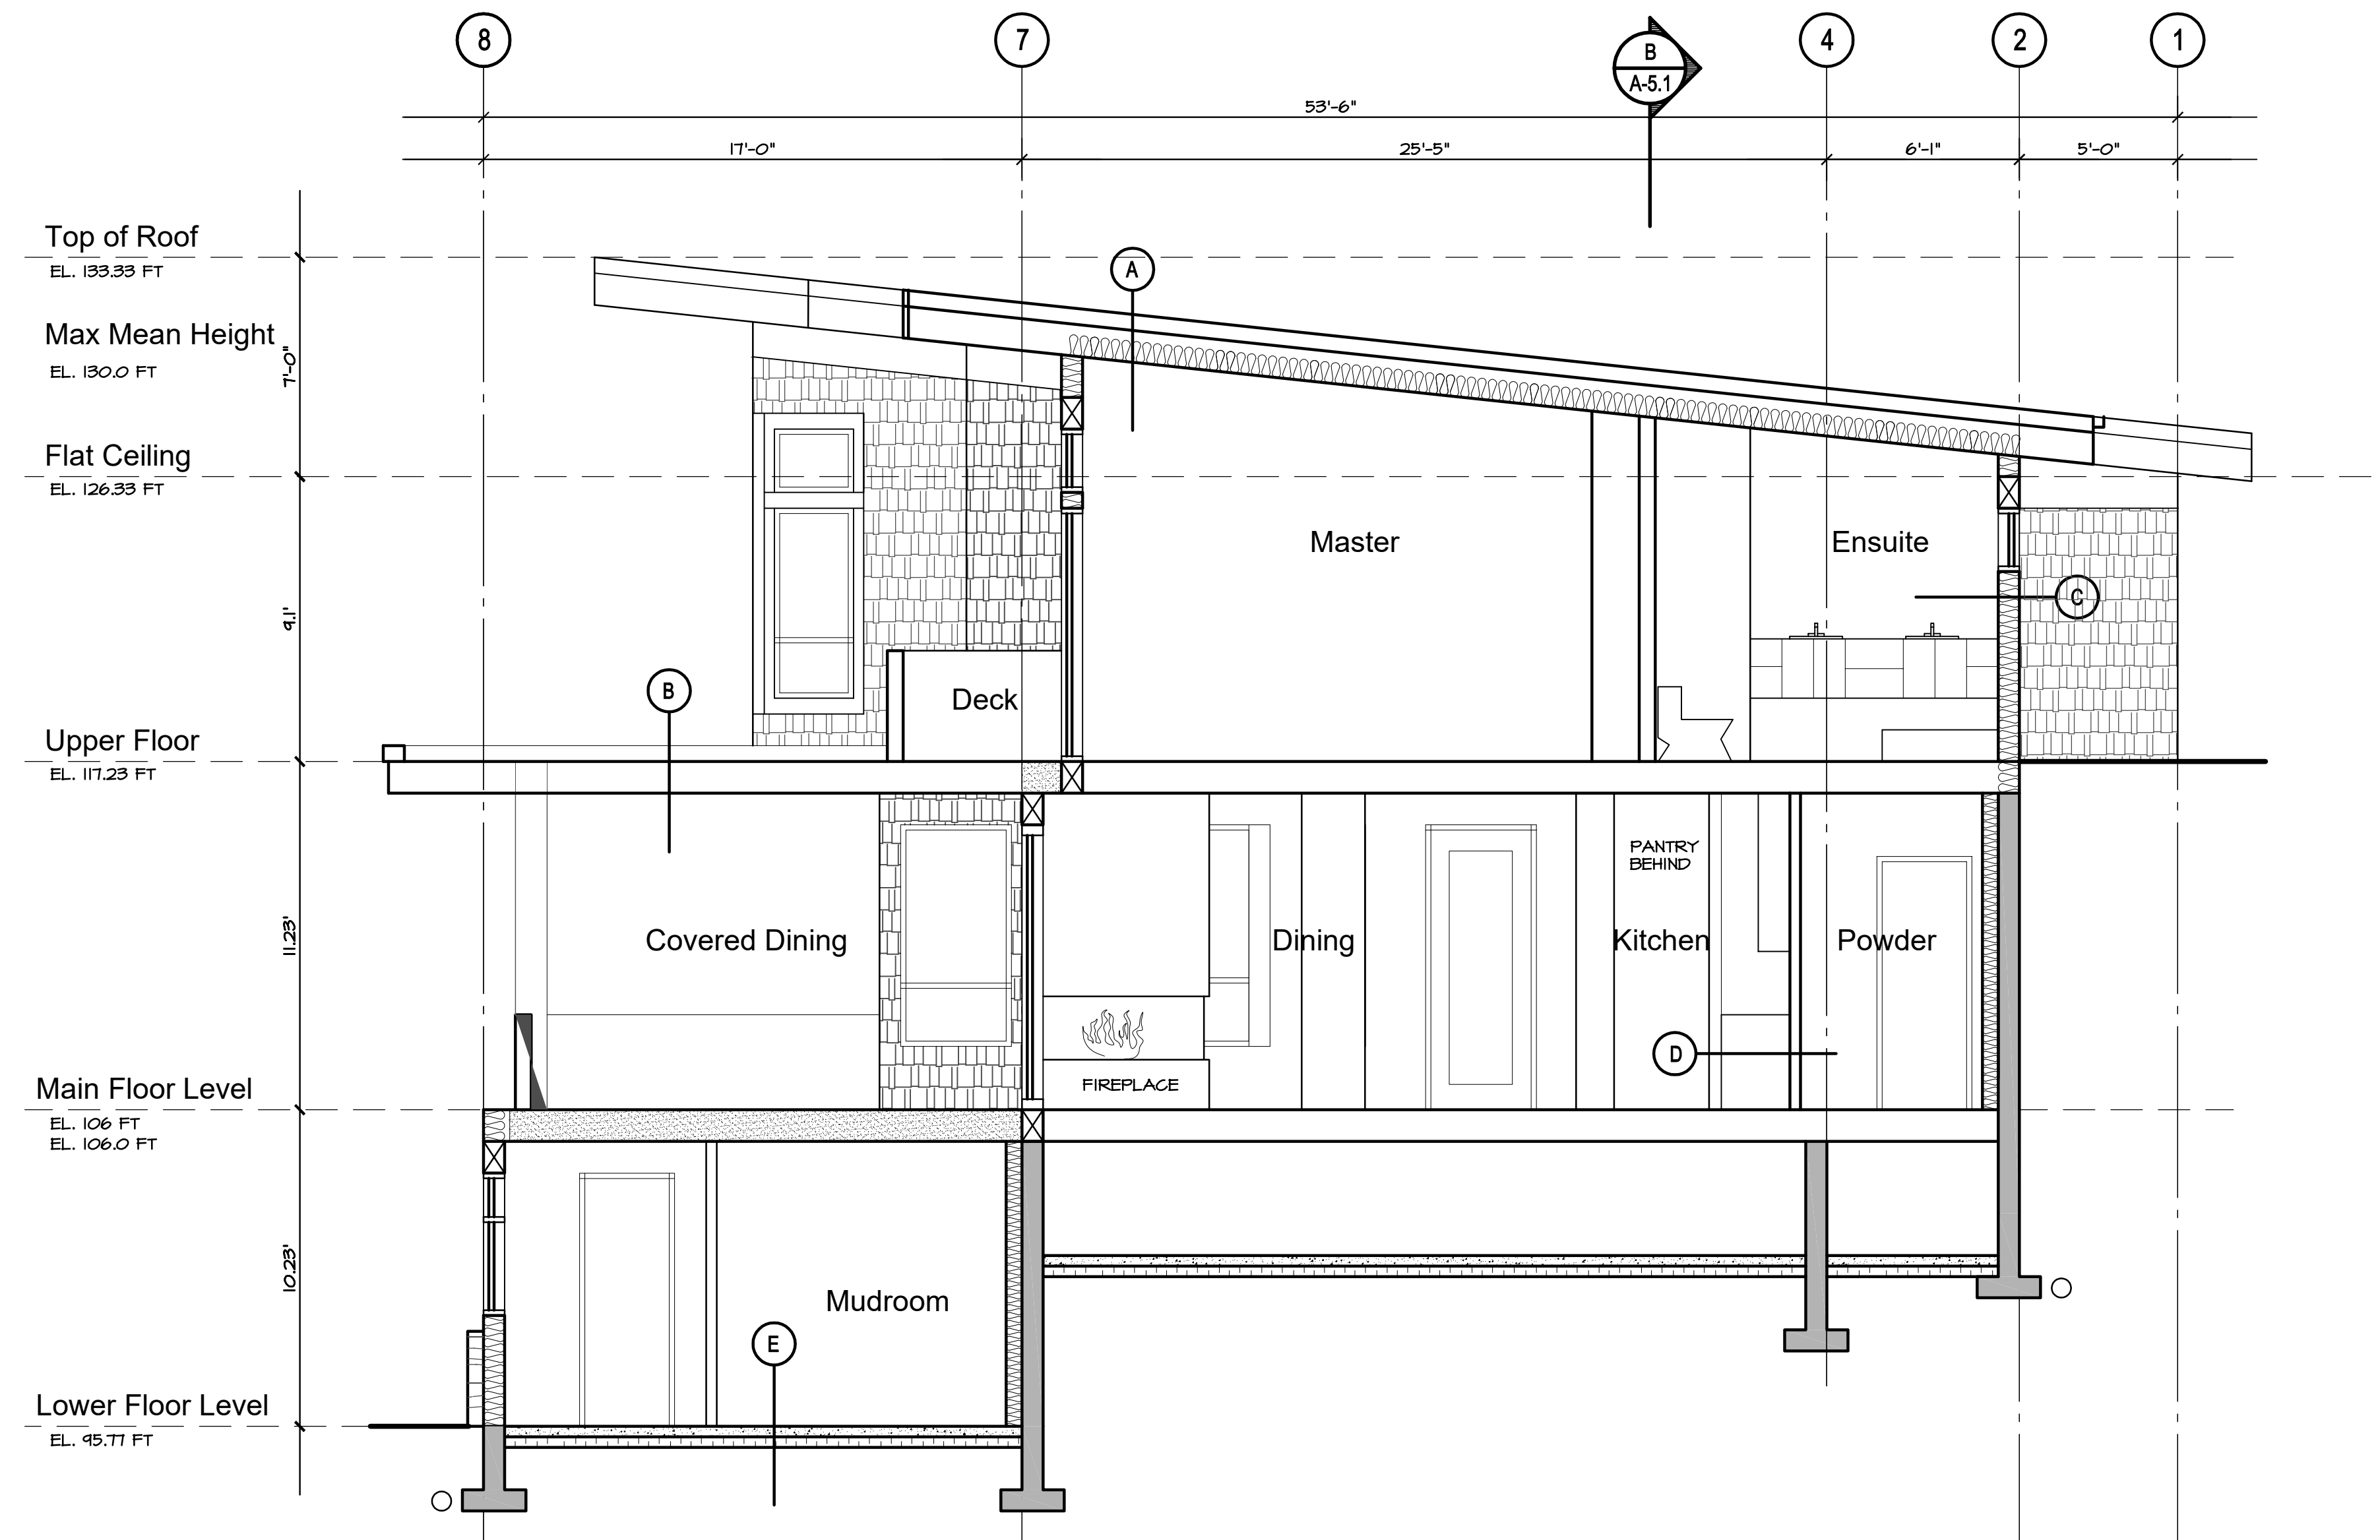 8
7
4
2
1
B
A-5.1
53'-6"
17'-0"
25'-5"
6'-1"
5'-0"
Top of Roof
EL. 133.33 FT
A
Max Mean Height
EL. 130.0 FT
7'-0"
Flat Ceiling
EL. 126.33 FT
Master
Ensuite
C
9.1'
B
Deck
Upper Floor
EL. 117.23 FT
PANTRY
BEHIND
11.23'
Covered Dining
Dining
Kitchen
Powder
D
FIREPLACE
Main Floor Level
EL. 106 FT
EL. 106.0 FT
10.23'
Mudroom
E
Lower Floor Level
EL. 95.77 FT